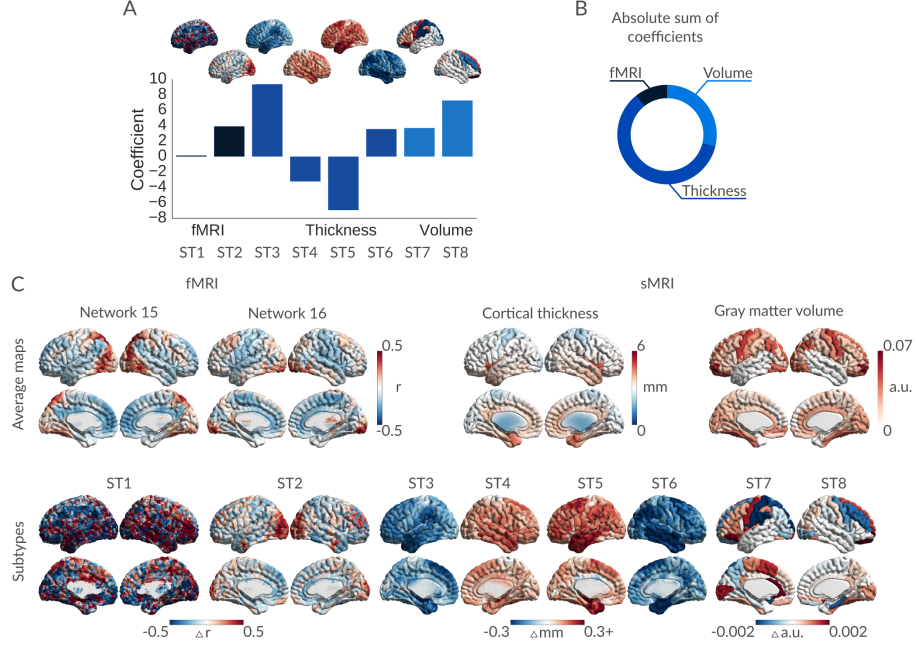 A
Coefficient
10
8
6
4
2
0
−2
−4
−6
−8
fMRI
Thickness
Volume
ST1
ST2
ST3
ST4
ST5
ST6
ST7
ST8
B
Absolute sum of
coefficients
fMRI
Volume
Thickness
C
fMRI
sMRI
Network 15
Network 16
Cortical thickness
Gray matter volume
Average maps
0.5
r
-0.5
6
mm
0
0.07
a.u.
0
Subtypes
ST1
ST2
ST3
ST4
ST5
ST6
ST7
ST8
-0.5
△r
0.5
-0.3
△mm
0.3+
-0.002
△a.u.
0.002